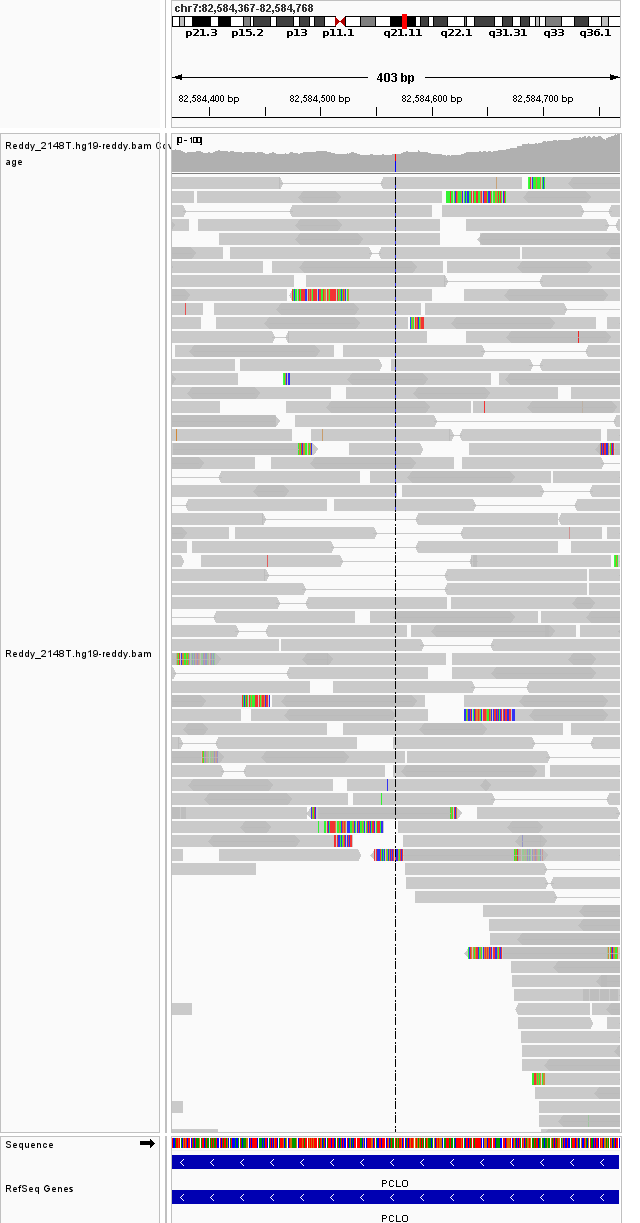 chr7:82,584,367-82,584,768
p21.3 p15.2 p13 p11.1 q21.11 q22.1 q31.31 q33 q36.1
403 bp
82,584,400 bp 82,584,500 bp 82,584,600 bp 82,584,700 bp
[0 - 100]
Reddy_2148T.hg19-reddy.bam Cov
age
Reddy_2148T.hg19-reddy.bam
Sequence
PCLO
RefSeq Genes
PCLO